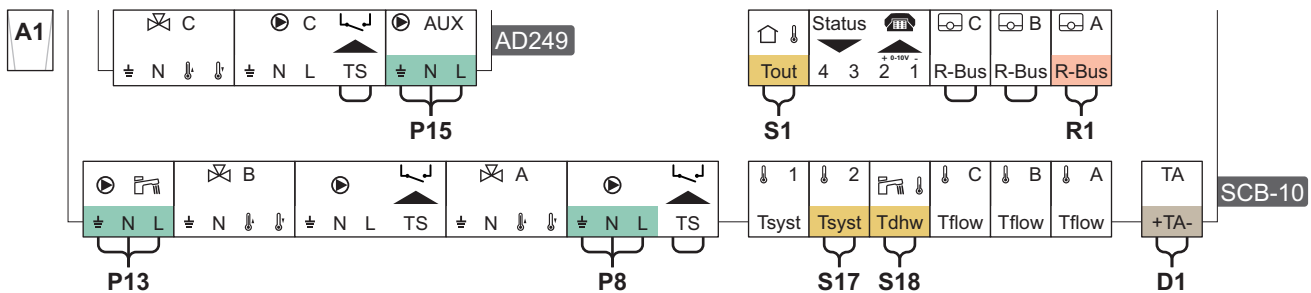 A1
C
C
AUX
AD249
N
N L TS
N L
P15
Status
C
B
A
+ 0-10V -
Tout
4 3 2 1
R-Bus
R-Bus
R-Bus
S1
R1
B
A
1
2
C
B
A
TA
SCB-10
N L
N
N L TS
N
N L
TS
Tsyst
Tsyst
Tdhw
Tflow
Tflow
Tflow
+TA-
P13
P8
S17
S18
D1